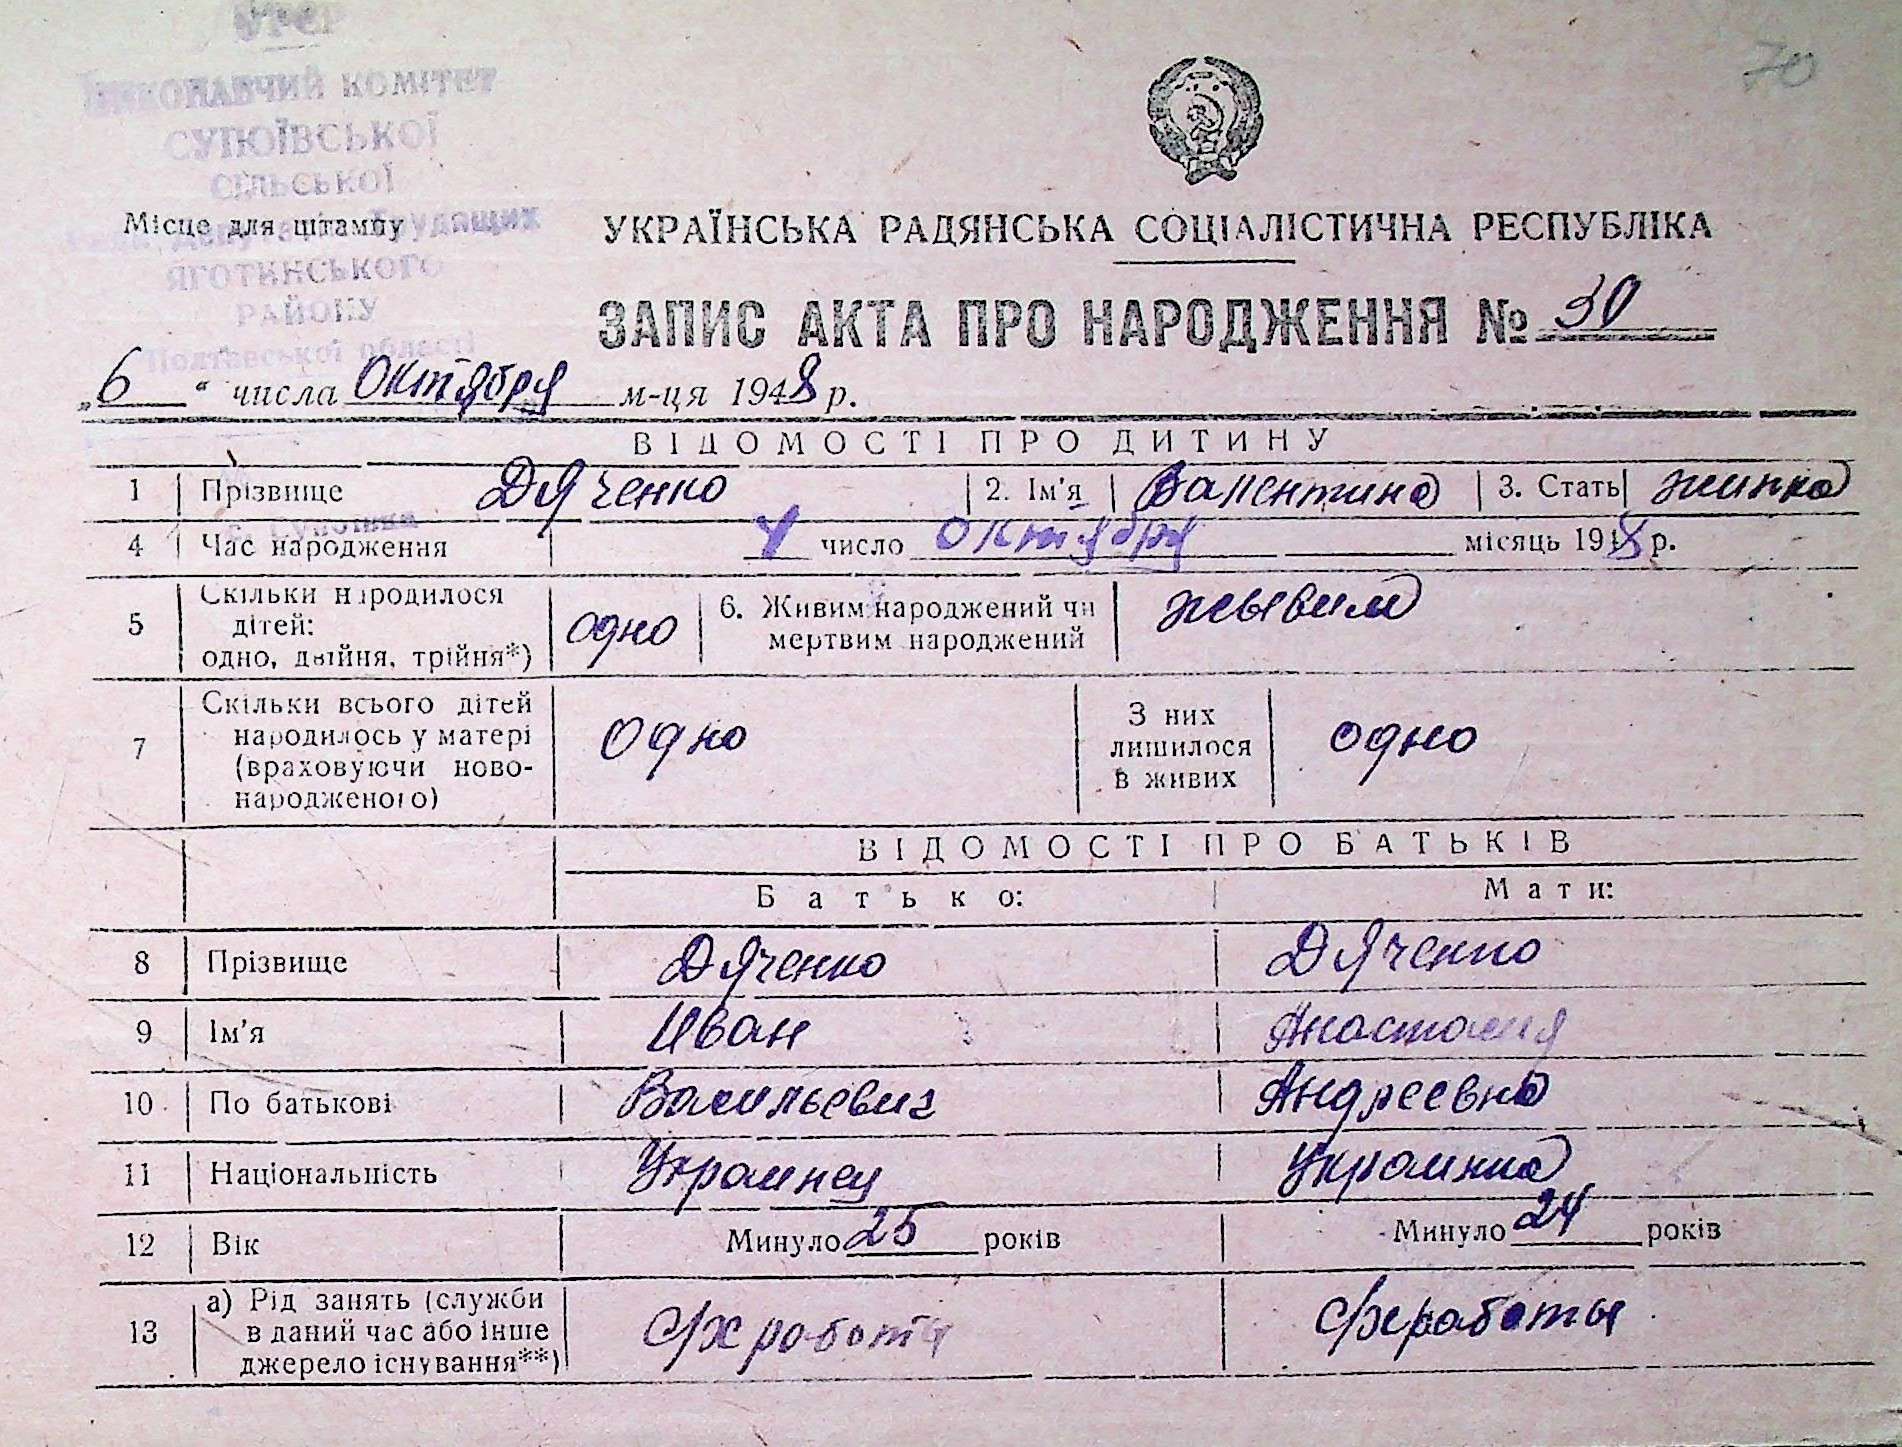 УРСР
ВИКОНАВЧИЙ КОМІТЕТ
СУПОЇВСЬКОЇ
СІЛЬСЬКОЇ
Ради Депутатів Трудящих
ЯГОТИНСЬКОГО
РАЙОНУ
Полтавської області
70
Місце для штампу
УКРАЇНСЬКА РАДЯНСЬКА СОЦІАЛІСТИЧНА РЕСПУБЛІКА
ЗАПИС АКТА ПРО НАРОДЖЕННЯ № 30
„6“ числа Октября м-ця 1948 р.
ВІДОМОСТІ ПРО ДИТИНУ
1 Прізвище Дяченко 2. Ім'я Валентина 3. Стать жинка
4 Час народження 4 число Октября місяць 1948 р.
5 Скільки народилося дітей: одно, двійня, трійня*) одно 6. Живим народжений чи мертвим народжений жывим
7 Скільки всього дітей народилось у матері (враховуючи ново-народженого) Одно З них лишилося в живих одно
ВІДОМОСТІ ПРО БАТЬКІВ
Батько: Мати:
8 Прізвище Дяченко Дяченко
9 Ім'я Иван Анастасия
10 По батькові Васильевич Андреевна
11 Національність Украинец Украинка
12 Вік Минуло 25 років Минуло 24 років
13 а) Рід занять (служби в даний час або інше джерело існування**) с/х работы с/х работы